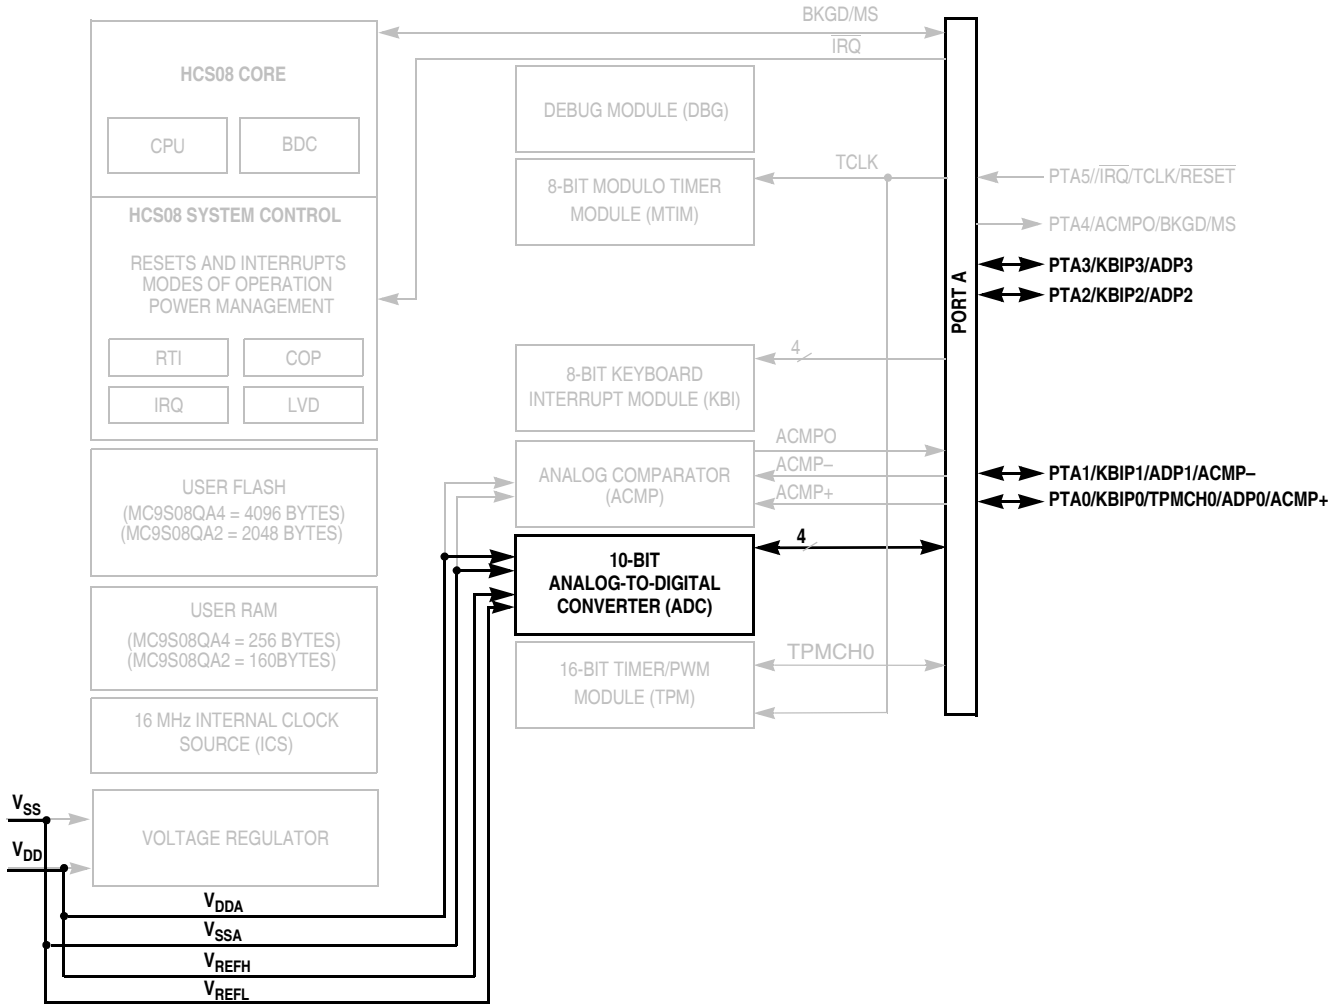 BKGD/MS
IRQ
HCS08 CORE
CPU
BDC
DEBUG MODULE (DBG)
TCLK
8-BIT MODULO TIMER
MODULE (MTIM)
PTA5//IRQ/TCLK/RESET
PTA4/ACMPO/BKGD/MS
PTA3/KBIP3/ADP3
PTA2/KBIP2/ADP2
PORT A
HCS08 SYSTEM CONTROL
RESETS AND INTERRUPTS
MODES OF OPERATION
POWER MANAGEMENT
RTI
COP
IRQ
LVD
4
8-BIT KEYBOARD
INTERRUPT MODULE (KBI)
ACMPO
ACMP–
ACMP+
ANALOG COMPARATOR
(ACMP)
PTA1/KBIP1/ADP1/ACMP–
PTA0/KBIP0/TPMCH0/ADP0/ACMP+
USER FLASH
(MC9S08QA4 = 4096 BYTES)
(MC9S08QA2 = 2048 BYTES)
4
10-BIT
ANALOG-TO-DIGITAL
CONVERTER (ADC)
USER RAM
(MC9S08QA4 = 256 BYTES)
(MC9S08QA2 = 160BYTES)
TPMCH0
16-BIT TIMER/PWM
MODULE (TPM)
16 MHz INTERNAL CLOCK
SOURCE (ICS)
VSS
VDD
VOLTAGE REGULATOR
VDDA
VSSA
VREFH
VREFL